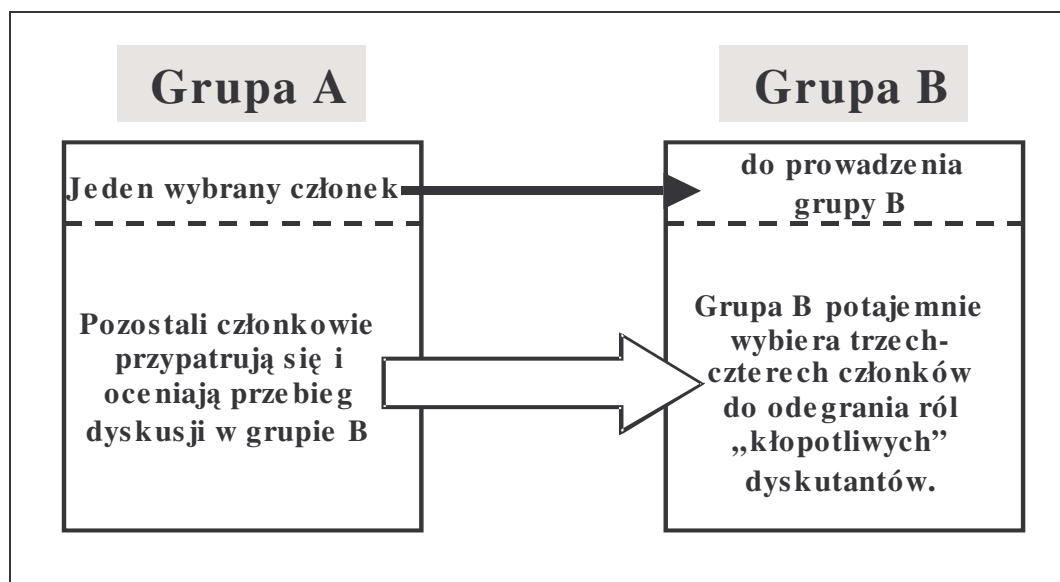 Grupa A
Jeden wybrany członek
Pozostali członkowie
przypatrują się i
oceniają przebieg
dyskusji w grupie B
Grupa B
do prowadzenia
grupy B
Grupa B potajemnie
wybiera trzech-
czterech członków
do odegrania ról
„kłopotliwych”
dyskutantów.